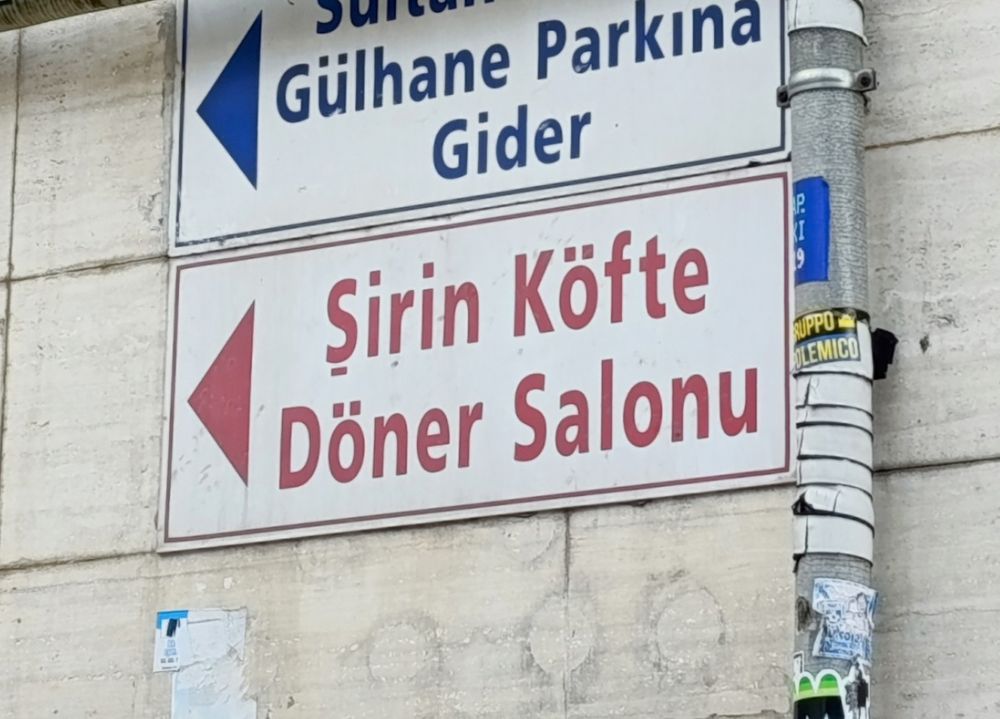 Gülhane Parkına
Gider
Şirin Köfte
Döner Salonu